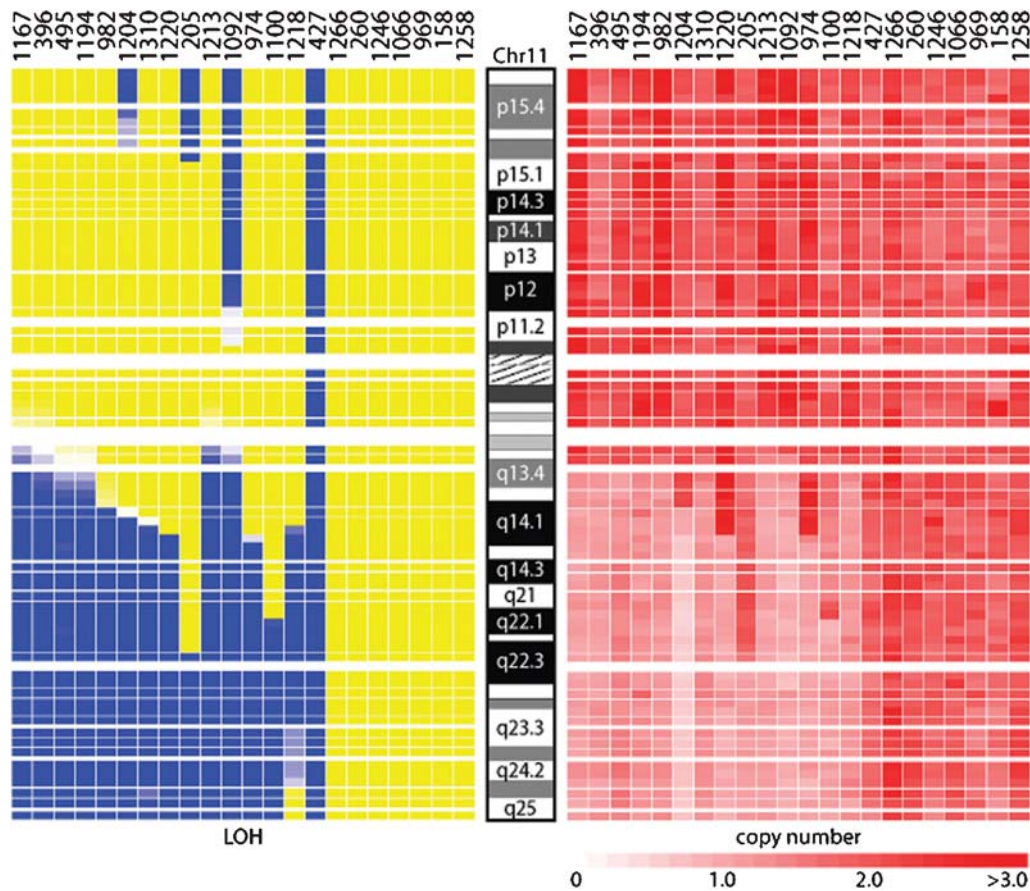 1167 396 495 1194 982 1204 1310 1220 205 1213 1092 974 1100 1218 427 1266 260 1246 1066 969 158 1258
Chr11
1167 396 495 1194 982 1204 1310 1220 205 1213 1092 974 1100 1218 427 1266 260 1246 1066 969 158 1258
p15.4
p15.1
p14.3
p14.1
p13
p12
p11.2
q13.4
q14.1
q14.3
q21
q22.1
q22.3
q23.3
q24.2
q25
LOH
copy number
0 1.0 2.0 >3.0